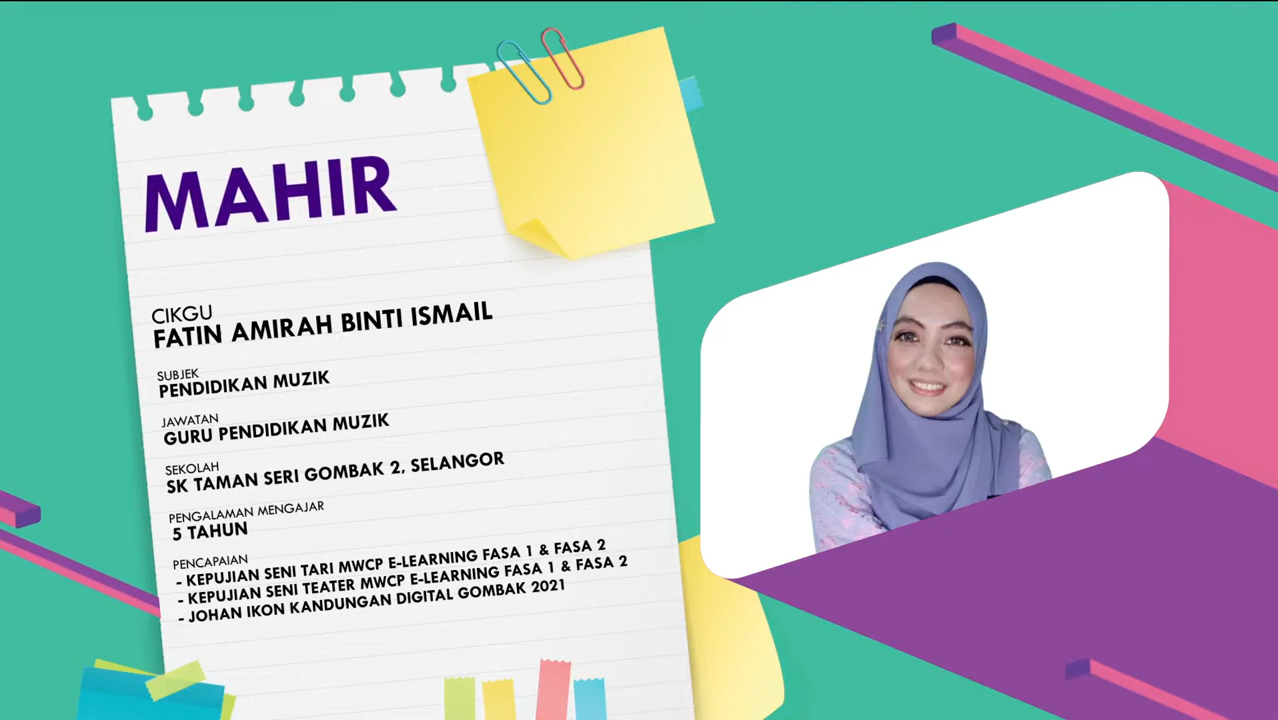 MAHIR
CIKGU
FATIN AMIRAH BINTI ISMAIL
SUBJEK
PENDIDIKAN MUZIK
JAWATAN
GURU PENDIDIKAN MUZIK
SEKOLAH
SK TAMAN SERI GOMBAK 2, SELANGOR
PENGALAMAN MENGAJAR
5 TAHUN
PENCAPAIAN
- KEPUJIAN SENI TARI MWCP E-LEARNING FASA 1 & FASA 2
- KEPUJIAN SENI TEATER MWCP E-LEARNING FASA 1 & FASA 2
- JOHAN IKON KANDUNGAN DIGITAL GOMBAK 2021